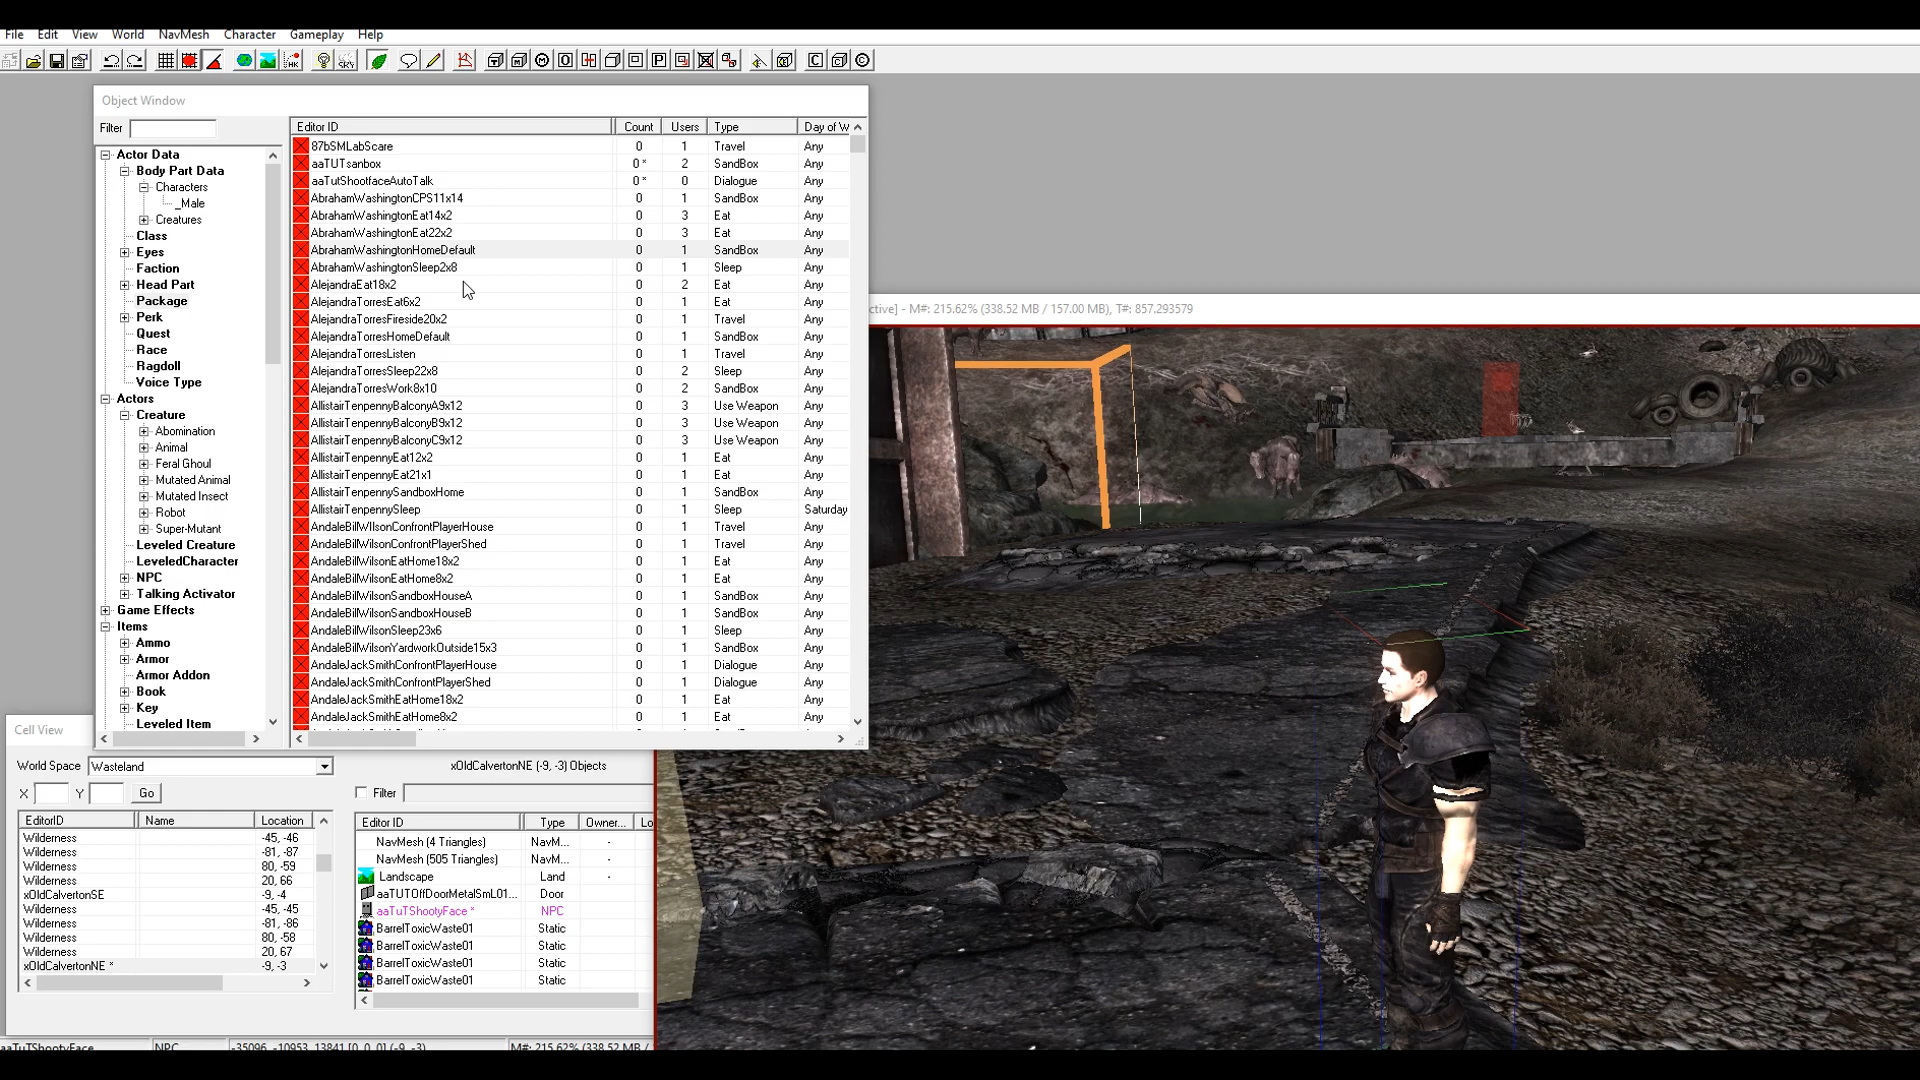 File Edit View World NavMesh Character Gameplay Help
Object Window
Filter
Actor Data
Body Part Data
Characters
_Male
Creatures
Class
Eyes
Faction
Head Part
Package
Perk
Quest
Race
Ragdoll
Voice Type
Actors
Creature
Abomination
Animal
Feral Ghoul
Mutated Animal
Mutated Insect
Robot
Super-Mutant
Leveled Creature
LeveledCharacter
NPC
Talking Activator
Game Effects
Items
Ammo
Armor
Armor Addon
Book
Key
Leveled Item
Editor ID Count Users Type Day of W
87bSMLabScare 0 1 Travel Any
aaTUTsanbox 0 * 2 SandBox Any
aaTutShootfaceAutoTalk 0 * 0 Dialogue Any
AbrahamWashingtonCPS11x14 0 1 SandBox Any
AbrahamWashingtonEat14x2 0 3 Eat Any
AbrahamWashingtonEat22x2 0 3 Eat Any
AbrahamWashingtonHomeDefault 0 1 SandBox Any
AbrahamWashingtonSleep2x8 0 1 Sleep Any
AlejandraEat18x2 0 2 Eat Any
AlejandraTorresEat6x2 0 1 Eat Any
AlejandraTorresFireside20x2 0 1 Travel Any
AlejandraTorresHomeDefault 0 1 SandBox Any
AlejandraTorresListen 0 1 Travel Any
AlejandraTorresSleep22x8 0 2 Sleep Any
AlejandraTorresWork8x10 0 2 SandBox Any
AllistairTenpennyBalconyA9x12 0 3 Use Weapon Any
AllistairTenpennyBalconyB9x12 0 3 Use Weapon Any
AllistairTenpennyBalconyC9x12 0 3 Use Weapon Any
AllistairTenpennyEat12x2 0 1 Eat Any
AllistairTenpennyEat21x1 0 1 Eat Any
AllistairTenpennySandboxHome 0 1 SandBox Any
AllistairTenpennySleep 0 1 Sleep Saturday
AndaleBillWIlsonConfrontPlayerHouse 0 1 Travel Any
AndaleBillWilsonConfrontPlayerShed 0 1 Travel Any
AndaleBillWilsonEatHome18x2 0 1 Eat Any
AndaleBillWilsonEatHome8x2 0 1 Eat Any
AndaleBillWilsonSandboxHouseA 0 1 SandBox Any
AndaleBillWilsonSandboxHouseB 0 1 SandBox Any
AndaleBillWilsonSleep23x6 0 1 Sleep Any
AndaleBillWilsonYardworkOutside15x3 0 1 SandBox Any
AndaleJackSmithConfrontPlayerHouse 0 1 Dialogue Any
AndaleJackSmithConfrontPlayerShed 0 1 Dialogue Any
AndaleJackSmithEatHome18x2 0 1 Eat Any
AndaleJackSmithEatHome8x2 0 1 Eat Any
ctive] - M#: 215.62% (338.52 MB / 157.00 MB), T#: 857.293579
Cell View
World Space Wasteland
X Y Go
EditorID Name Location
Wilderness -45, -46
Wilderness -81, -87
Wilderness 80, -59
Wilderness 20, 66
xOldCalvertonSE -9, -4
Wilderness -45, -45
Wilderness -81, -86
Wilderness 80, -58
Wilderness 20, 67
xOldCalvertonNE * -9, -3
xOldCalvertonNE (-9, -3) Objects
Filter
Editor ID Type Owner... Lo
NavMesh (4 Triangles) NavM... -
NavMesh (505 Triangles) NavM... -
Landscape Land -
aaTUTOffDoorMetalSmL01... Door
aaTuTShootyFace * NPC
BarrelToxicWaste01 Static
BarrelToxicWaste01 Static
BarrelToxicWaste01 Static
BarrelToxicWaste01 Static
aaTuTShootyFace NPC -35096, -10953, 13841 [0, 0, 0] (-9, -3) M#: 215.62% (338.52 MB /